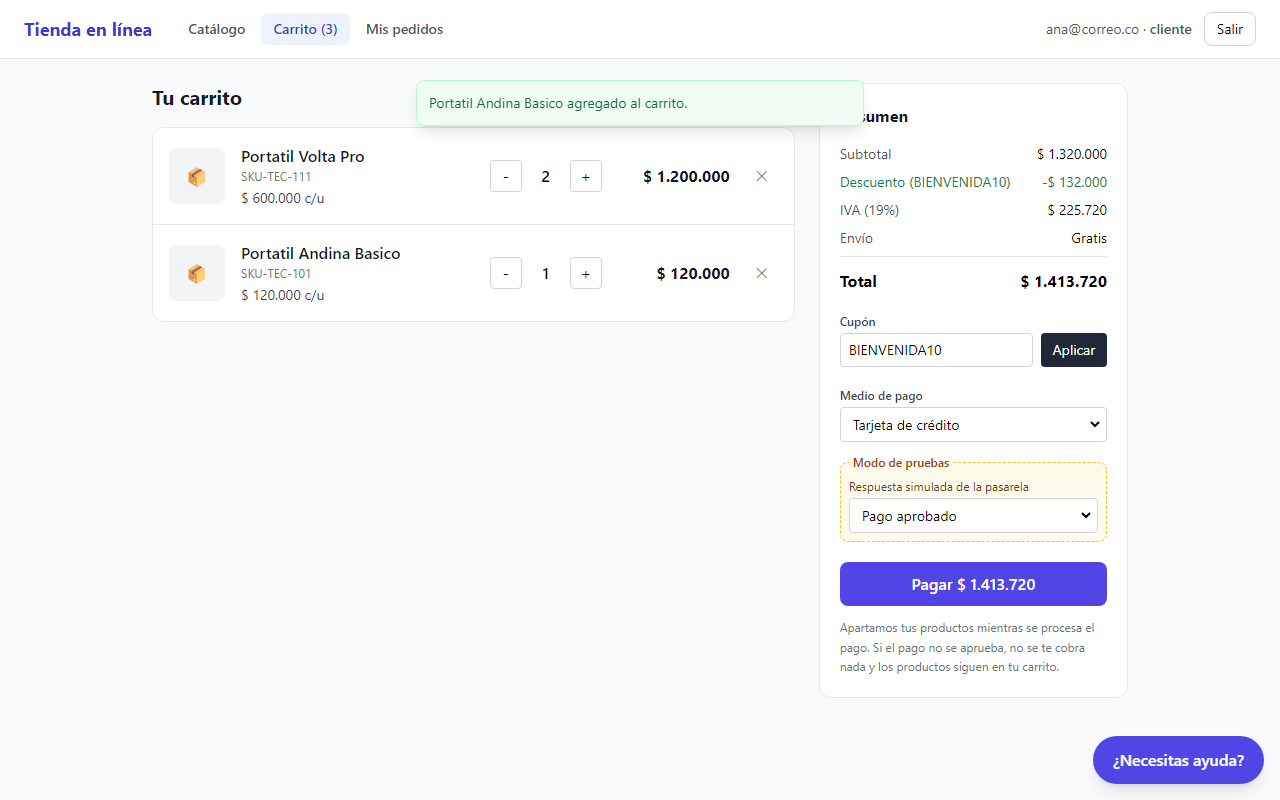 Tienda en línea
Catálogo
Carrito (3)
Mis pedidos
ana@correo.co · cliente
Salir
Tu carrito
Portatil Andina Basico agregado al carrito.
Portatil Volta Pro
SKU-TEC-111
$ 600.000 c/u
-
2
+
$ 1.200.000
×
Portatil Andina Basico
SKU-TEC-101
$ 120.000 c/u
-
1
+
$ 120.000
×
sumen
Subtotal $ 1.320.000
Descuento (BIENVENIDA10) -$ 132.000
IVA (19%) $ 225.720
Envío Gratis
Total $ 1.413.720
Cupón
BIENVENIDA10
Aplicar
Medio de pago
Tarjeta de crédito
Modo de pruebas
Respuesta simulada de la pasarela
Pago aprobado
Pagar $ 1.413.720
Apartamos tus productos mientras se procesa el
pago. Si el pago no se aprueba, no se te cobra
nada y los productos siguen en tu carrito.
¿Necesitas ayuda?